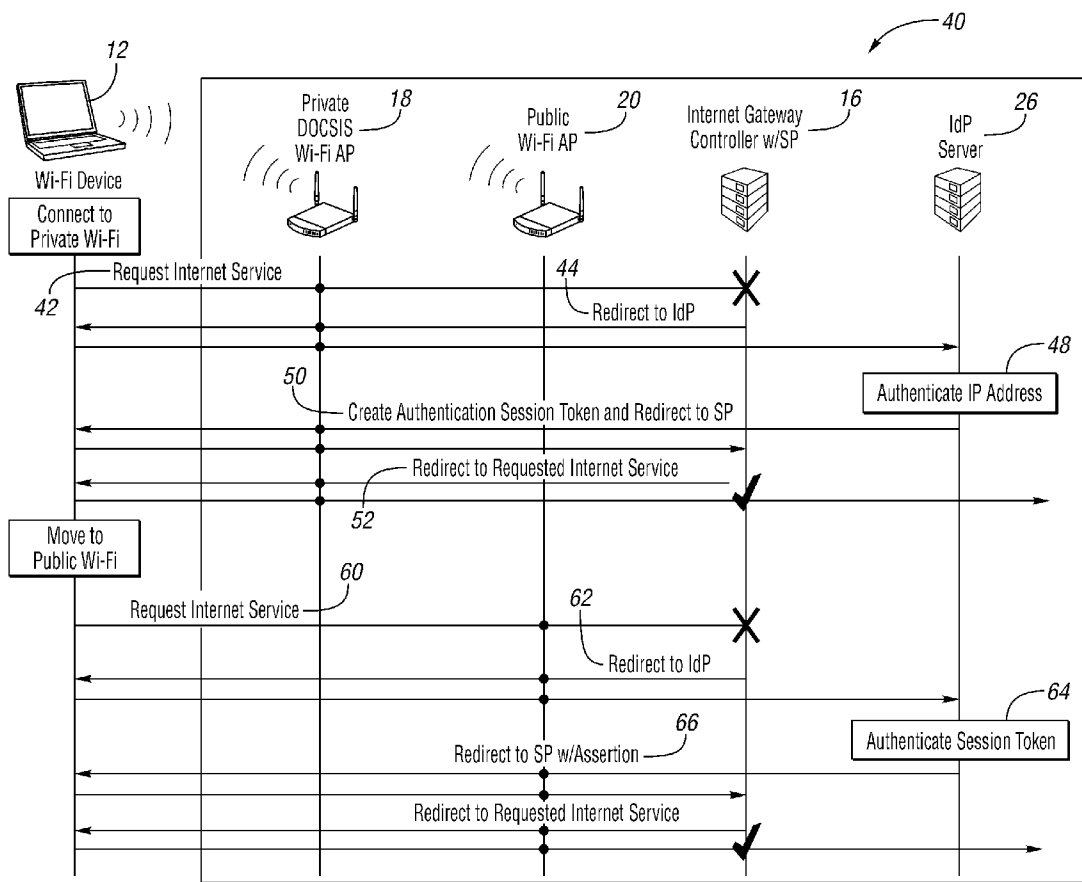 40
12
Private
DOCSIS 18
Wi-Fi AP
Public 20
Wi-Fi AP
Internet Gateway 16
Controller w/SP
IdP 26
Server
Wi-Fi Device
Connect to
Private Wi-Fi
Request Internet Service
42
44
Redirect to IdP
48
Authenticate IP Address
50
Create Authentication Session Token and Redirect to SP
Redirect to Requested Internet Service
52
Move to
Public Wi-Fi
60
Request Internet Service
62
Redirect to IdP
64
Authenticate Session Token
66
Redirect to SP w/Assertion
Redirect to Requested Internet Service